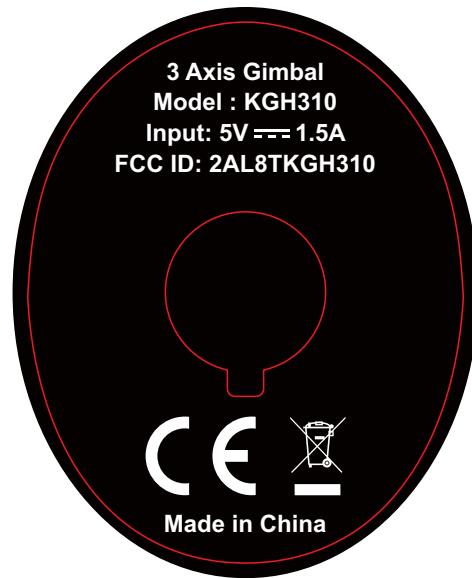 3 Axis Gimbal
Model : KGH310
Input: 5V ⎓ 1.5A
FCC ID: 2AL8TKGH310
CE
Made in China